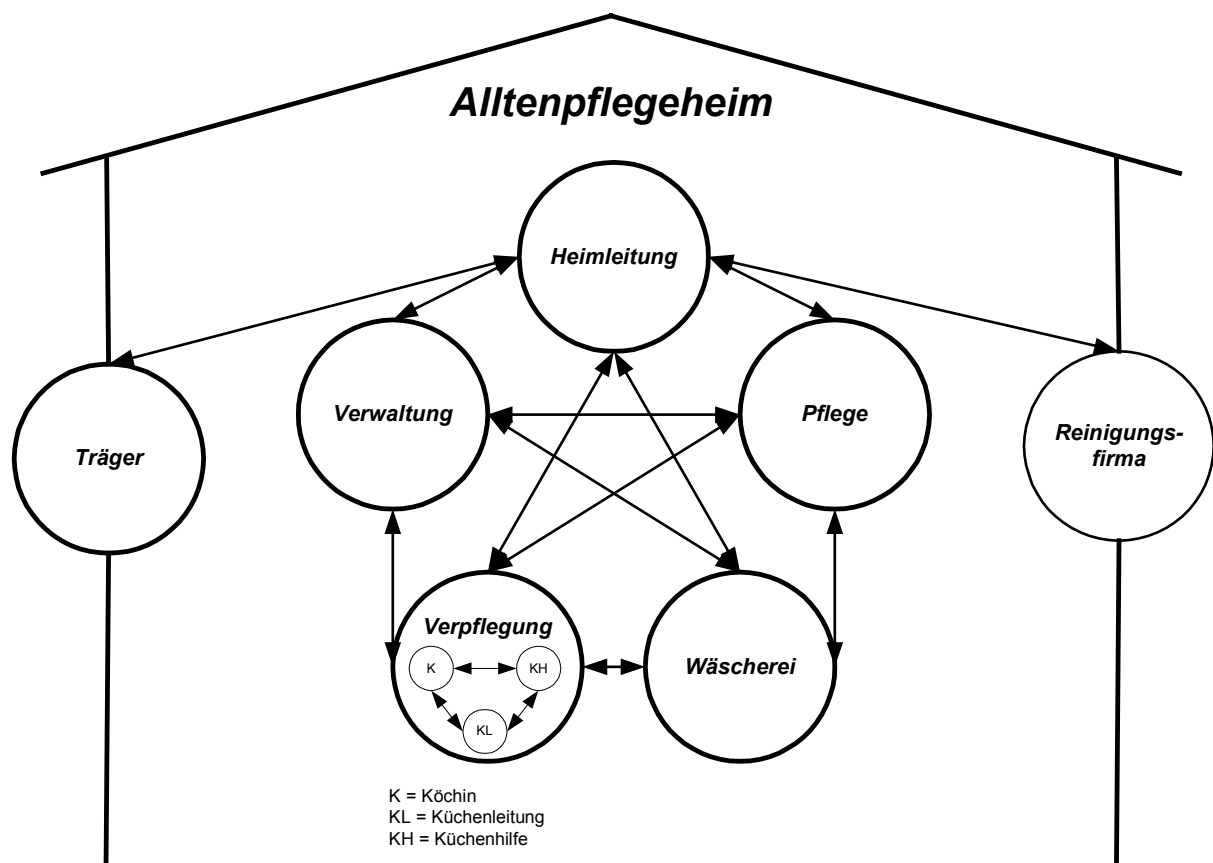 Alltenpflegeheim
Heimleitung
Verwaltung
Pflege
Träger
Reinigungs-
firma
Verpflegung
K
KH
KL
Wäscherei
K = Köchin
KL = Küchenleitung
KH = Küchenhilfe